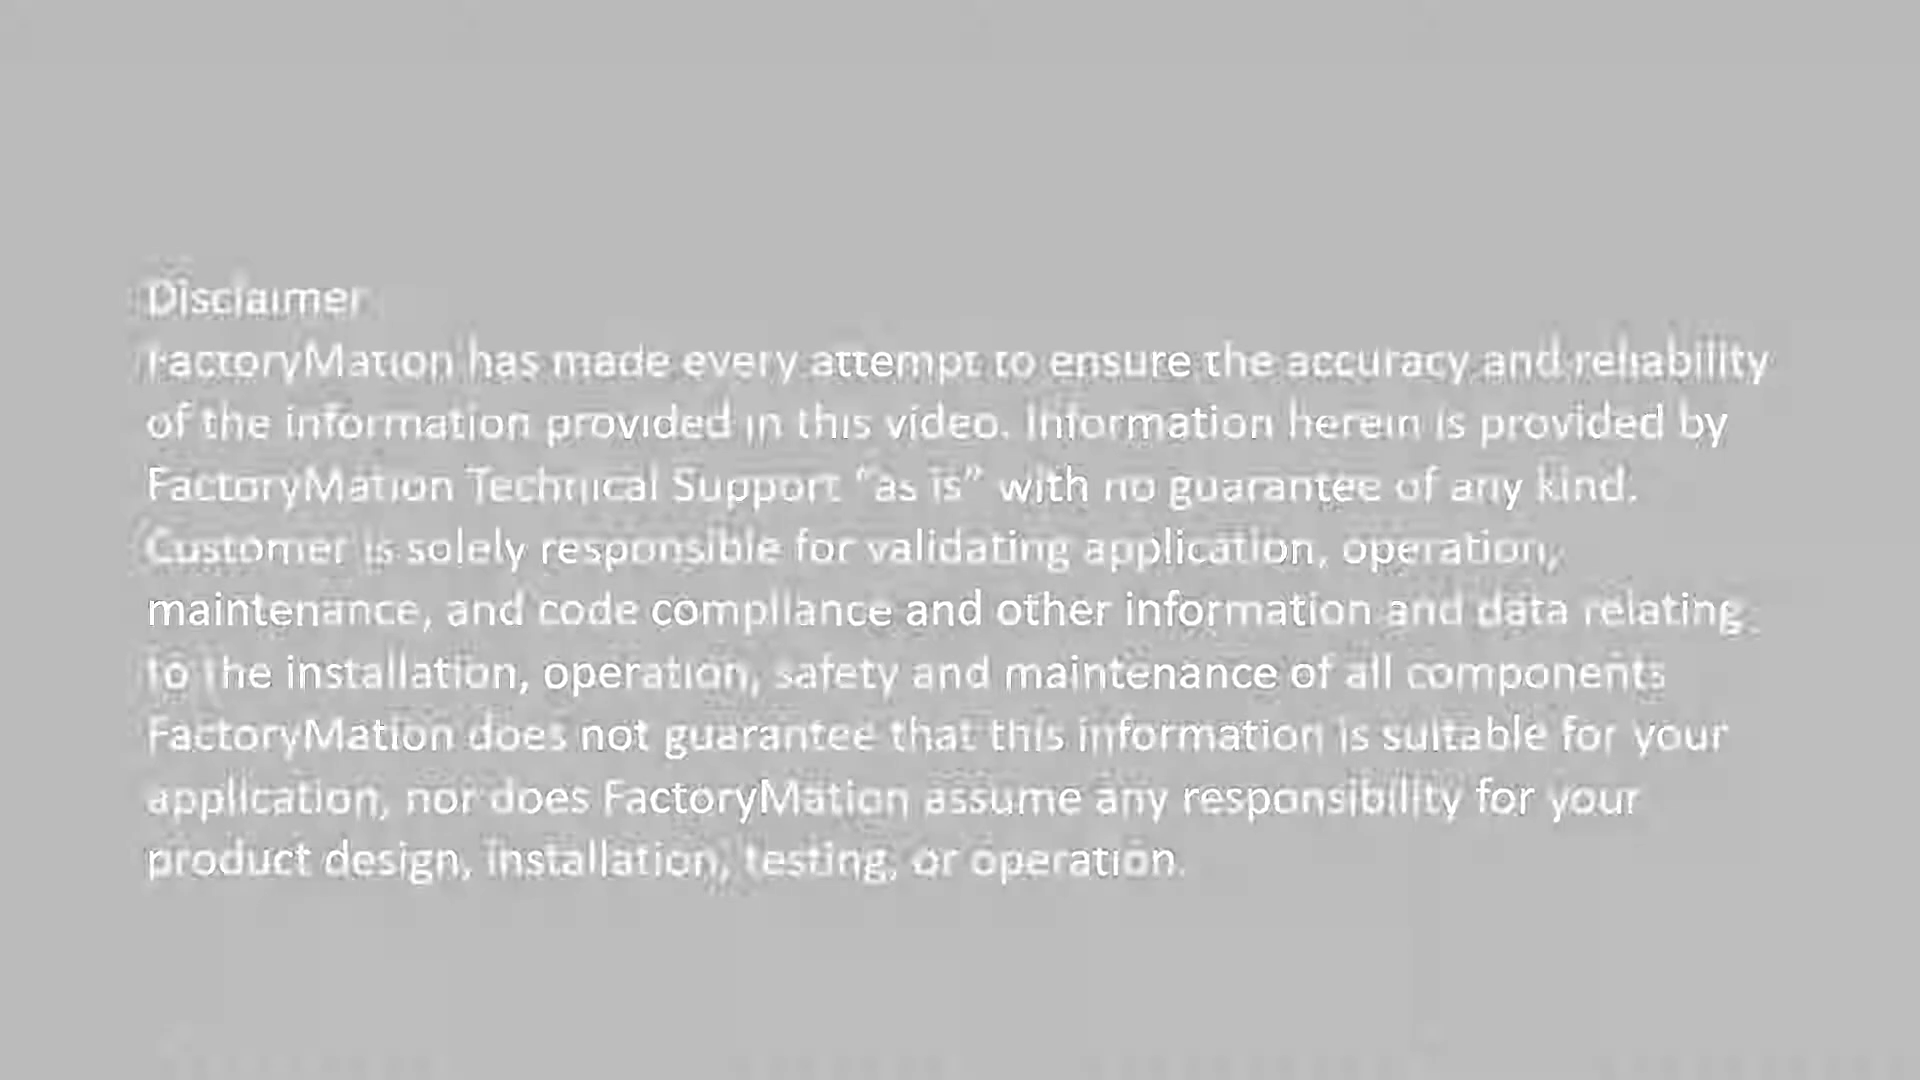 Disclaimer
FactoryMation has made every attempt to ensure the accuracy and reliability
of the information provided in this video. Information herein is provided by
FactoryMation Technical Support “as is” with no guarantee of any kind.
Customer is solely responsible for validating application, operation,
maintenance, and code compliance and other information and data relating
to the installation, operation, safety and maintenance of all components
FactoryMation does not guarantee that this information is suitable for your
application, nor does FactoryMation assume any responsibility for your
product design, installation, testing, or operation.